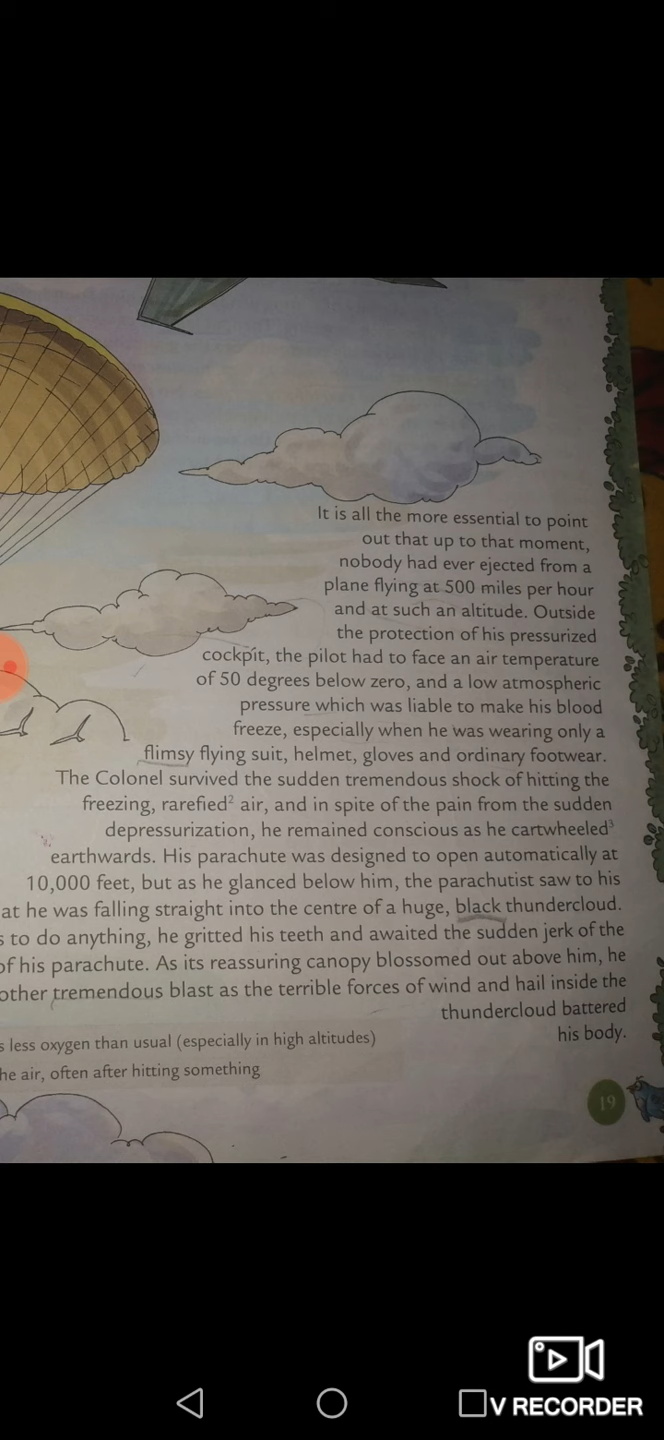 It is all the more essential to point
out that up to that moment,
nobody had ever ejected from a
plane flying at 500 miles per hour
and at such an altitude. Outside
the protection of his pressurized
cockpit, the pilot had to face an air temperature
of 50 degrees below zero, and a low atmospheric
pressure which was liable to make his blood
freeze, especially when he was wearing only a
flimsy flying suit, helmet, gloves and ordinary footwear.
The Colonel survived the sudden tremendous shock of hitting the
freezing, rarefied² air, and in spite of the pain from the sudden
depressurization, he remained conscious as he cartwheeled³
earthwards. His parachute was designed to open automatically at
10,000 feet, but as he glanced below him, the parachutist saw to his
at he was falling straight into the centre of a huge, black thundercloud.
s to do anything, he gritted his teeth and awaited the sudden jerk of the
of his parachute. As its reassuring canopy blossomed out above him, he
other tremendous blast as the terrible forces of wind and hail inside the
thundercloud battered
his body.
s less oxygen than usual (especially in high altitudes)
he air, often after hitting something
19
V RECORDER